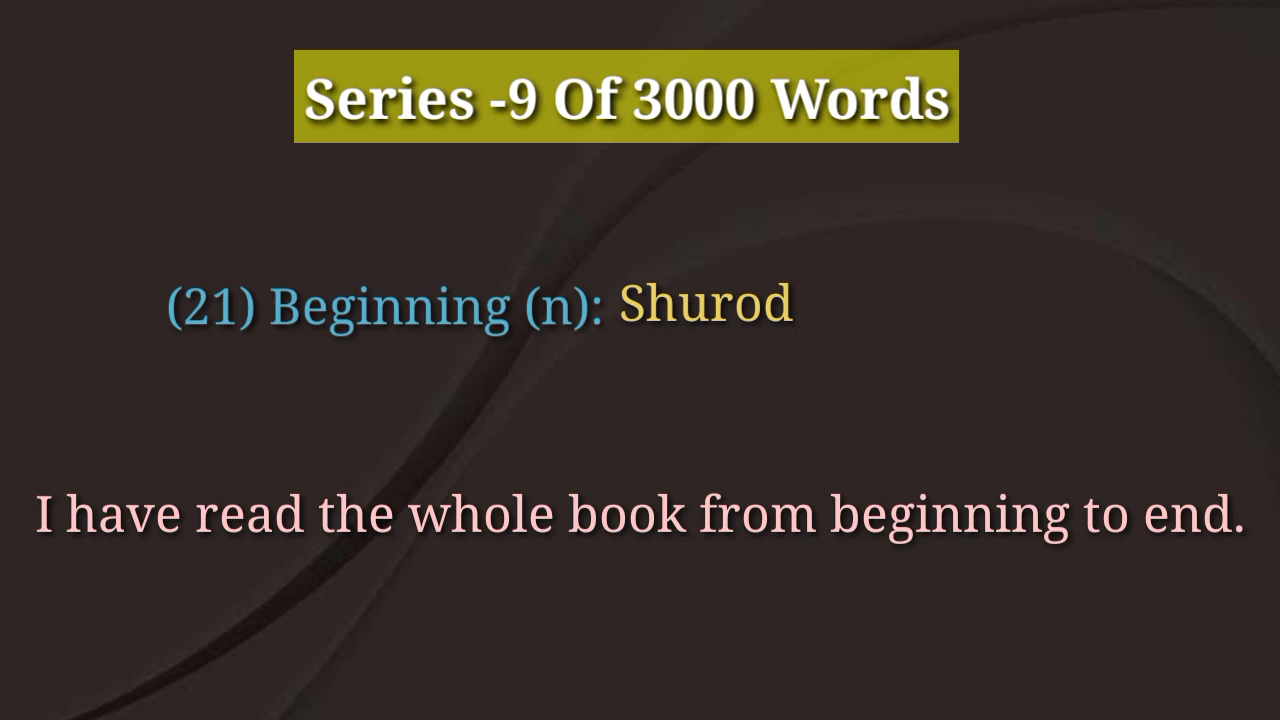 Series -9 Of 3000 Words
(21) Beginning (n): Shurod
I have read the whole book from beginning to end.